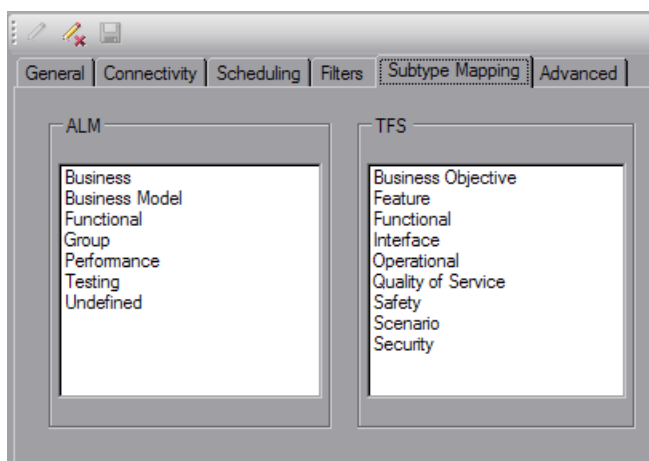 General Connectivity Scheduling Filters Subtype Mapping Advanced
ALM
Business
Business Model
Functional
Group
Performance
Testing
Undefined
TFS
Business Objective
Feature
Functional
Interface
Operational
Quality of Service
Safety
Scenario
Security